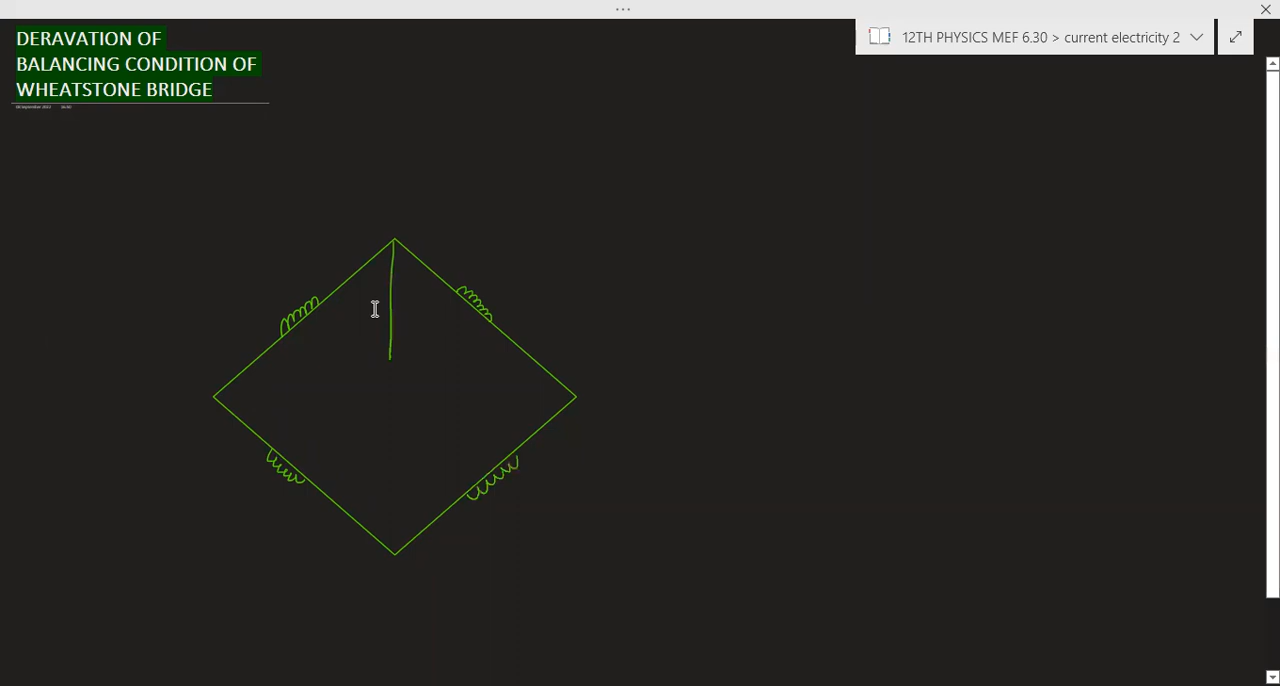 DERAVATION OF
BALANCING CONDITION OF
WHEATSTONE BRIDGE
12TH PHYSICS MEF 6.30 > current electricity 2